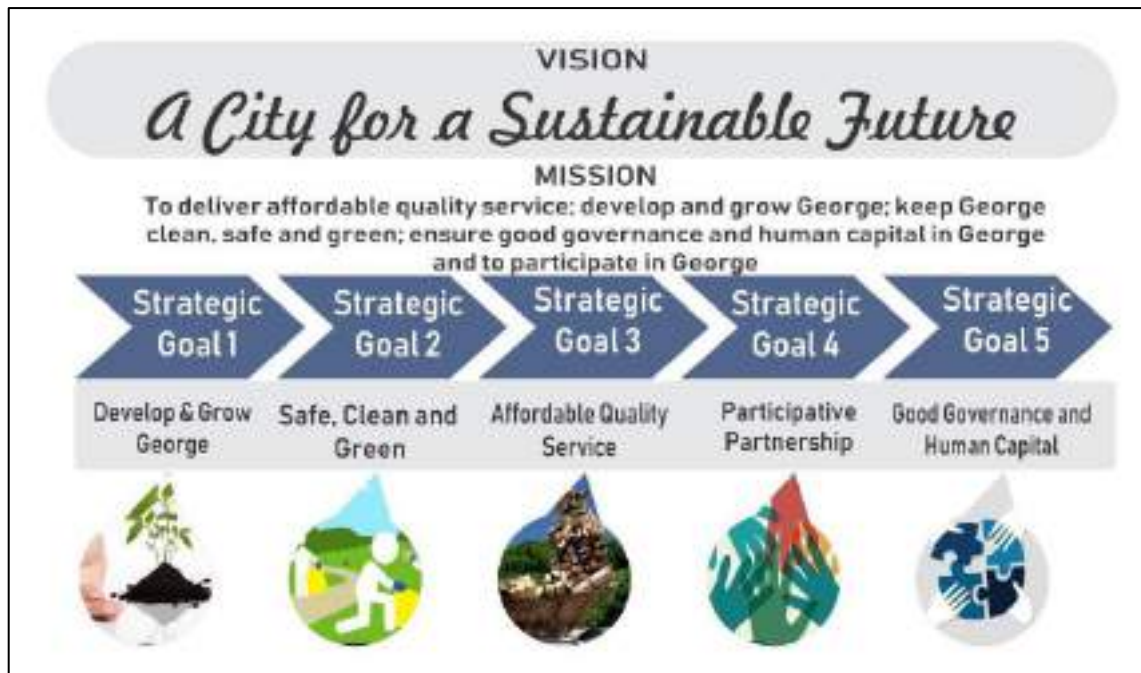 VISION
A City for a Sustainable Future
MISSION
To deliver affordable quality service; develop and grow George; keep George
clean, safe and green; ensure good governance and human capital in George
and to participate in George
Strategic
Goal 1
Strategic
Goal 2
Strategic
Goal 3
Strategic
Goal 4
Strategic
Goal 5
Develop & Grow
George
Safe, Clean and
Green
Affordable Quality
Service
Participative
Partnership
Good Governance and
Human Capital